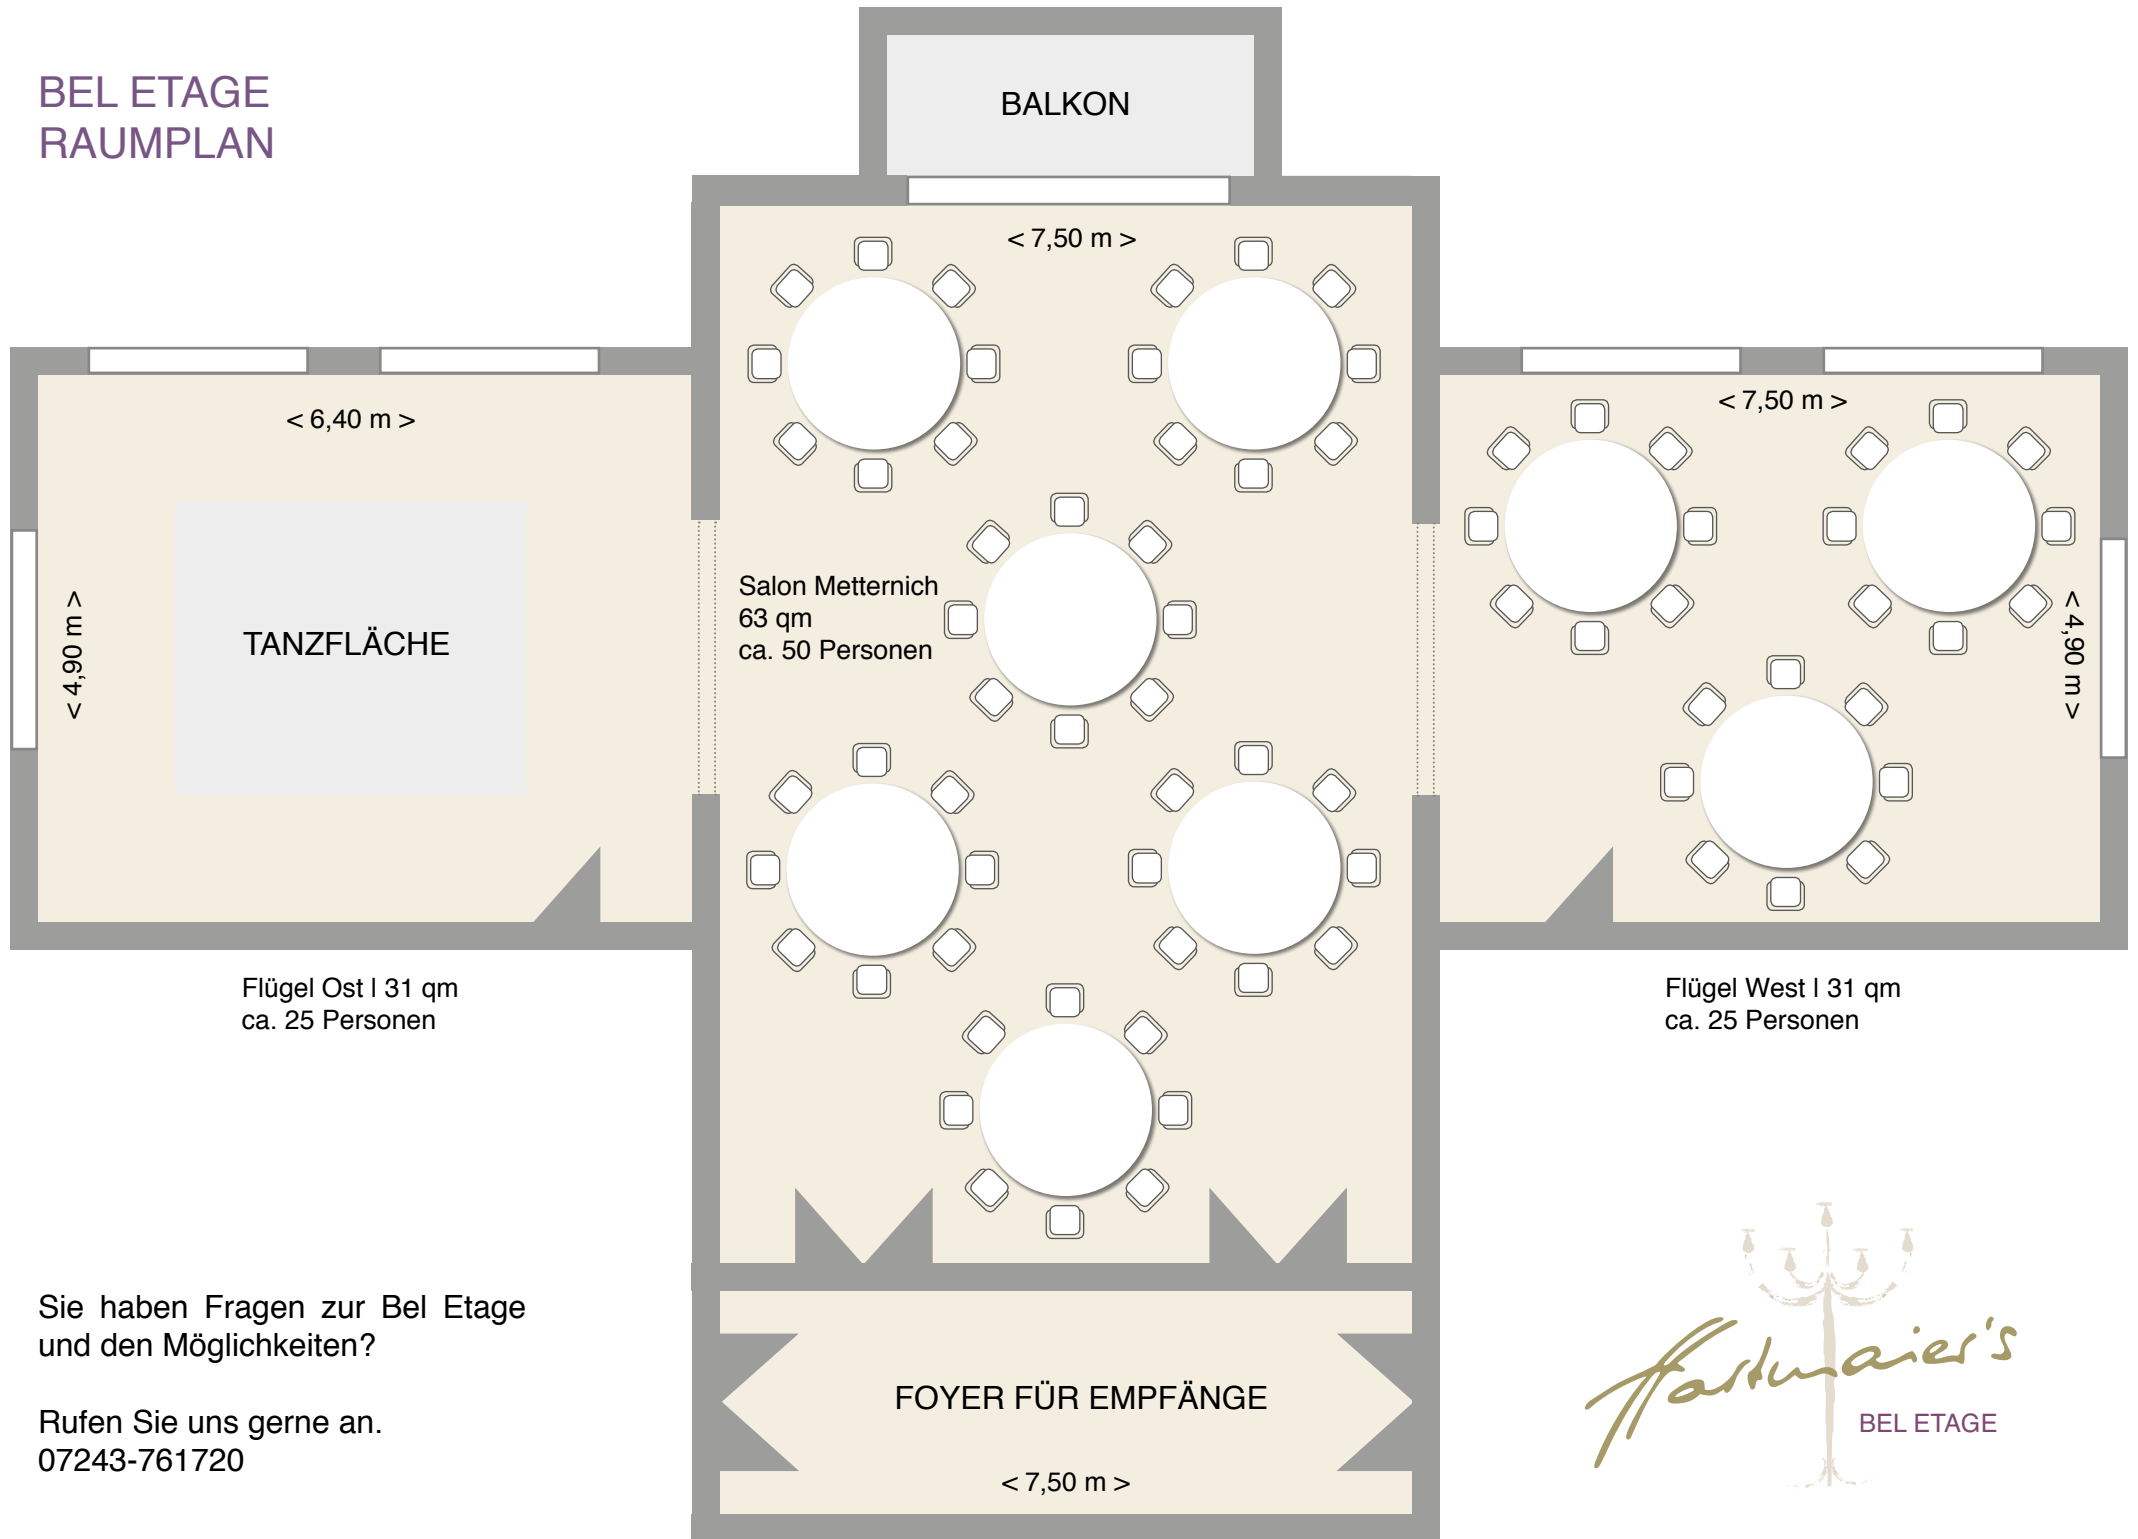 BEL ETAGE
RAUMPLAN
BALKON
< 7,50 m >
< 6,40 m >
< 7,50 m >
< 4,90 m >
TANZFLÄCHE
Salon Metternich
63 qm
ca. 50 Personen
< 4,90 m >
Flügel Ost | 31 qm
ca. 25 Personen
Flügel West | 31 qm
ca. 25 Personen
Sie haben Fragen zur Bel Etage
und den Möglichkeiten?
Rufen Sie uns gerne an.
07243-761720
FOYER FÜR EMPFÄNGE
< 7,50 m >
Hartmaier's
BEL ETAGE